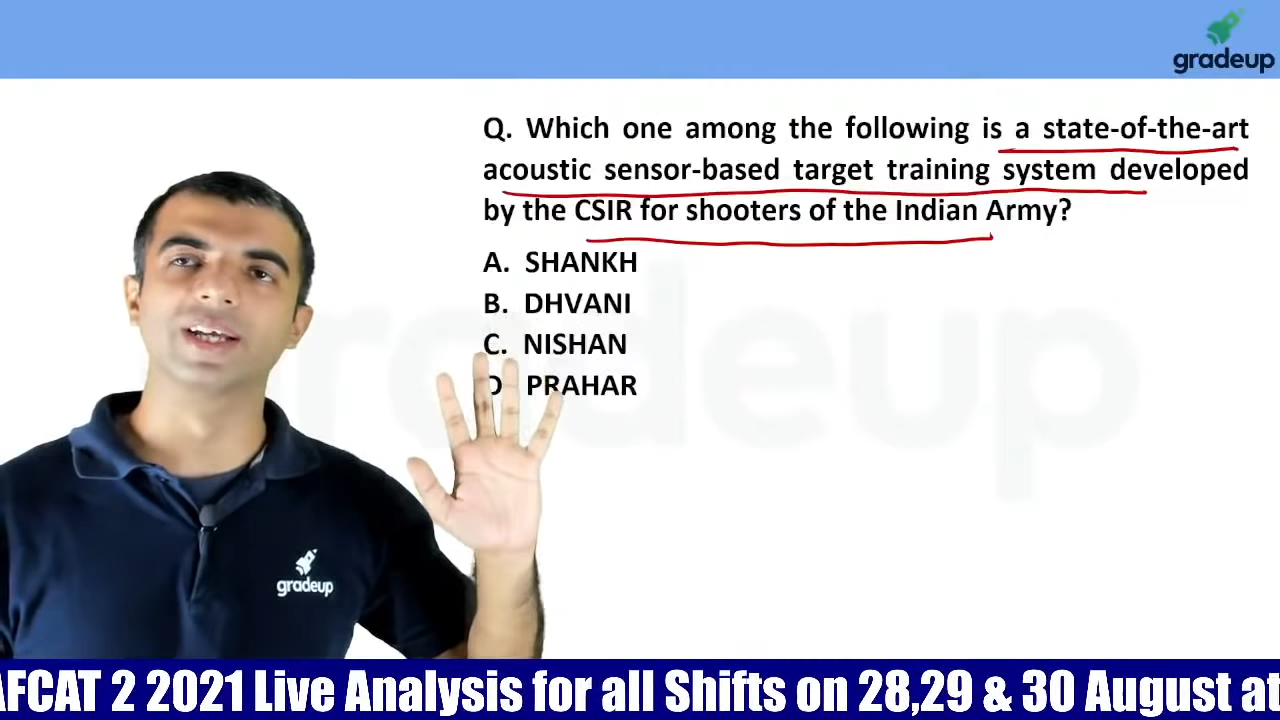 gradeup
Q. Which one among the following is a state-of-the-art
acoustic sensor-based target training system developed
by the CSIR for shooters of the Indian Army?
A. SHANKH
B. DHVANI
C. NISHAN
D PRAHAR
gradeup
AFCAT 2 2021 Live Analysis for all Shifts on 28,29 & 30 August at